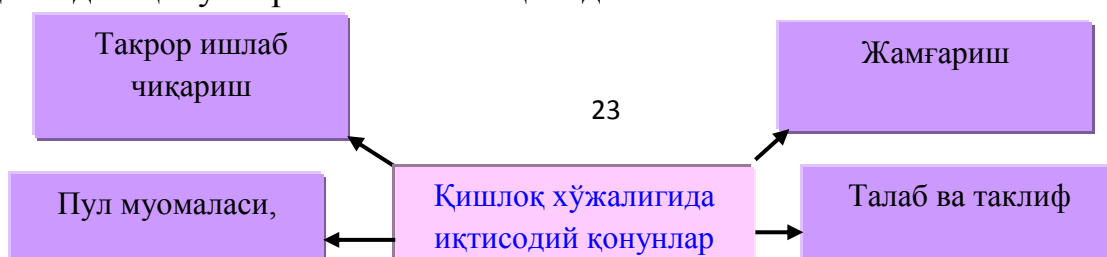 Такрор ишлаб
чиқариш
Жамғариш
23
Пул муомаласи,
Қишлоқ хўжалигида
иқтисодий қонунлар
Талаб ва таклиф